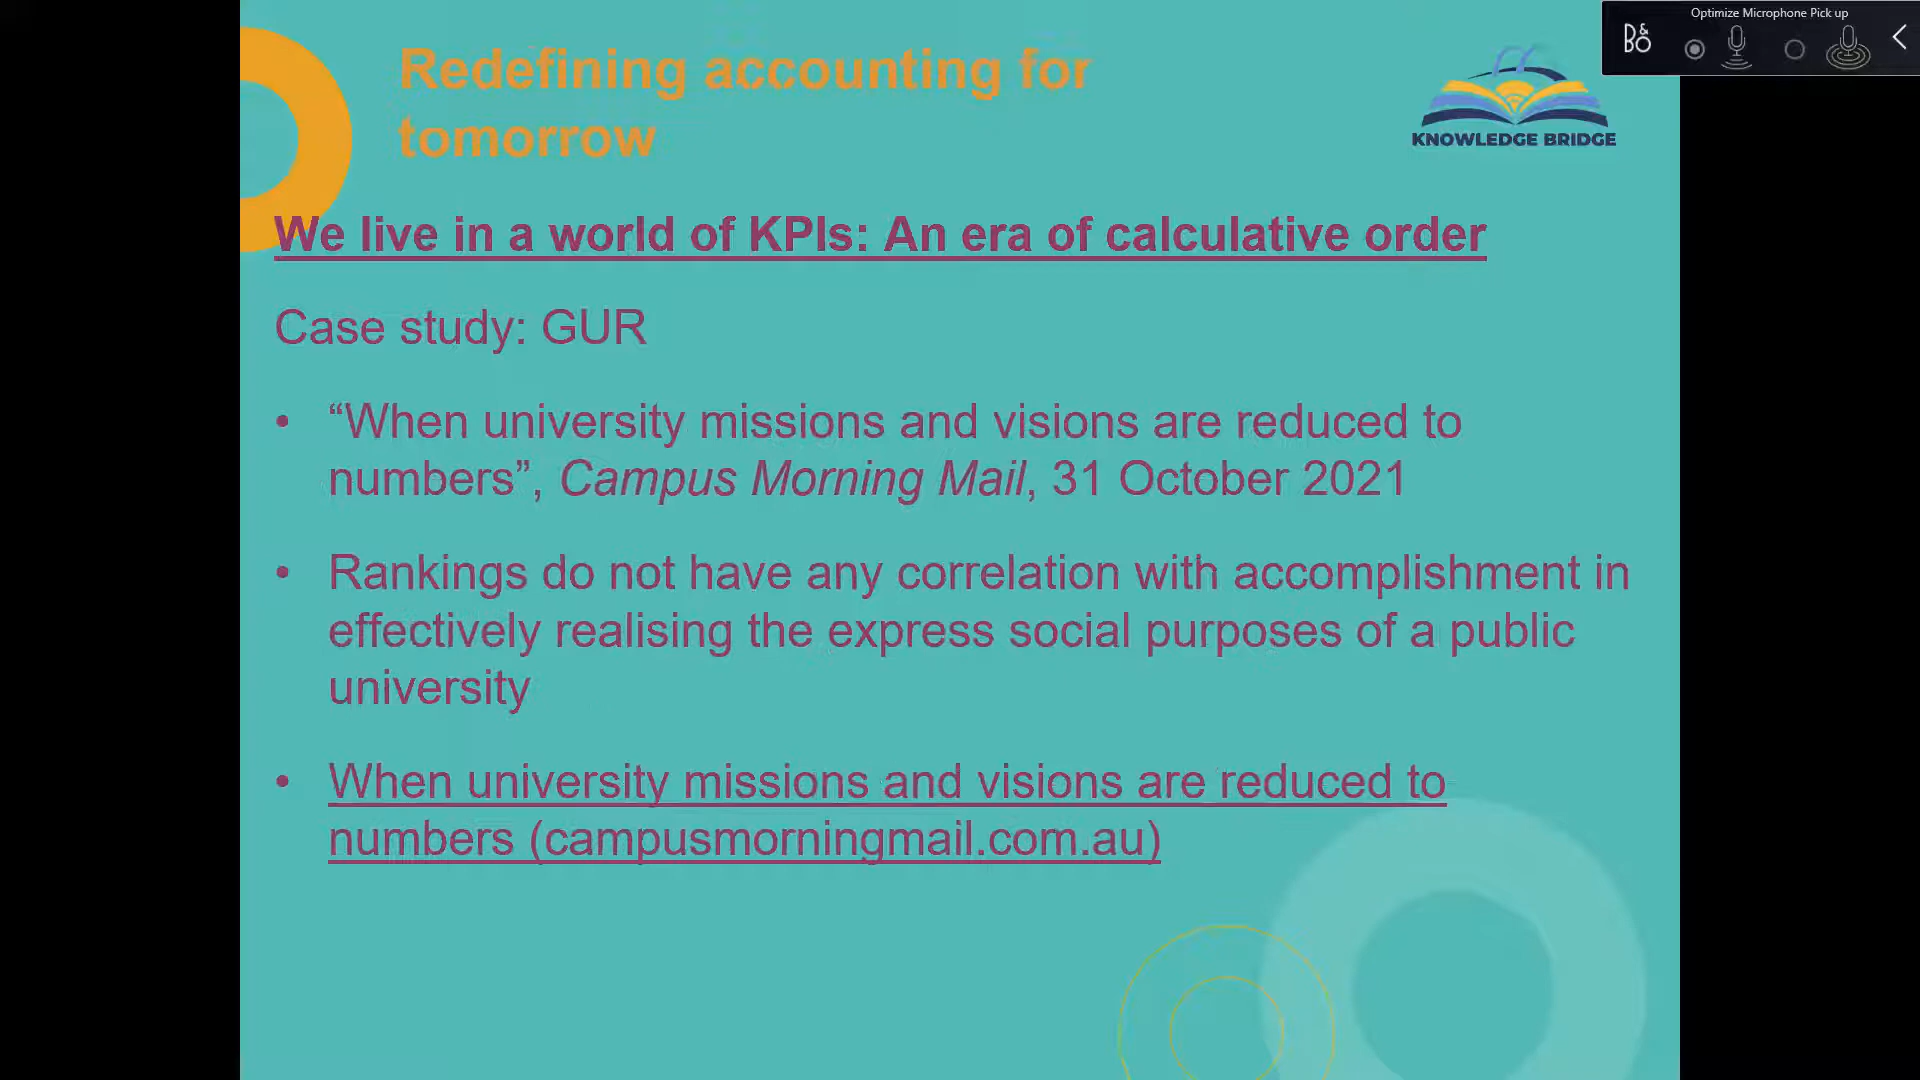 Optimize Microphone Pick up
B&O
Redefining accounting for
tomorrow
KNOWLEDGE BRIDGE
We live in a world of KPIs: An era of calculative order
Case study: GUR
• “When university missions and visions are reduced to
numbers”, Campus Morning Mail, 31 October 2021
• Rankings do not have any correlation with accomplishment in
effectively realising the express social purposes of a public
university
• When university missions and visions are reduced to
numbers (campusmorningmail.com.au)